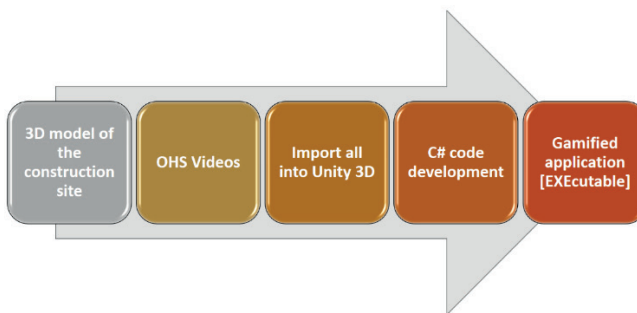 3D model of
the
construction
site
OHS Videos
Import all
into Unity 3D
C# code
development
Gamified
application
[EXEcutable]